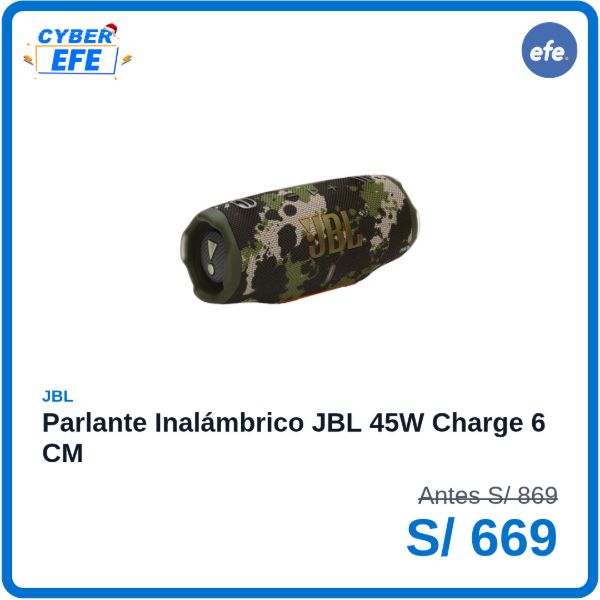 CYBER
EFE
efe.
JBL
JBL
Parlante Inalámbrico JBL 45W Charge 6
CM
Antes S/ 869
S/ 669